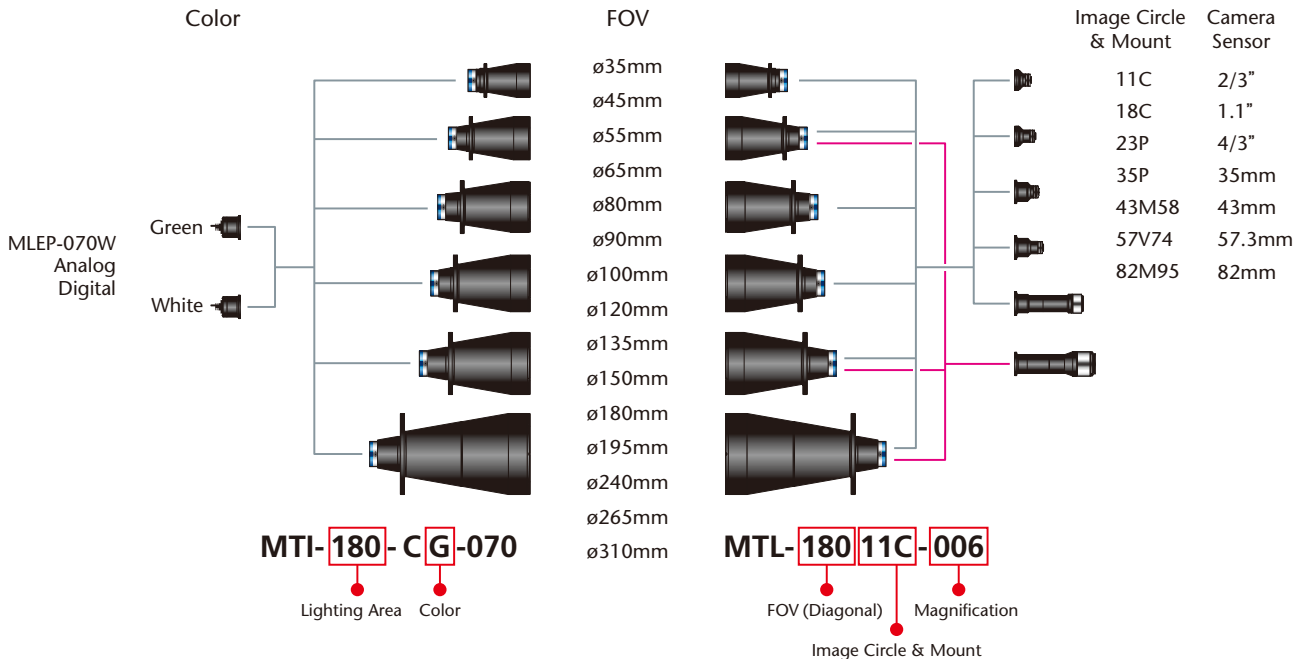 Color
FOV
Image Circle
& Mount
Camera
Sensor
MLEP-070W
Analog
Digital
Green
White
ø35mm
ø45mm
ø55mm
ø65mm
ø80mm
ø90mm
ø100mm
ø120mm
ø135mm
ø150mm
ø180mm
ø195mm
ø240mm
ø265mm
ø310mm
11C 2/3”
18C 1.1”
23P 4/3”
35P 35mm
43M58 43mm
57V74 57.3mm
82M95 82mm
MTI-180-CG-070
Lighting Area Color
MTL-18011C-006
FOV (Diagonal) Magnification
Image Circle & Mount